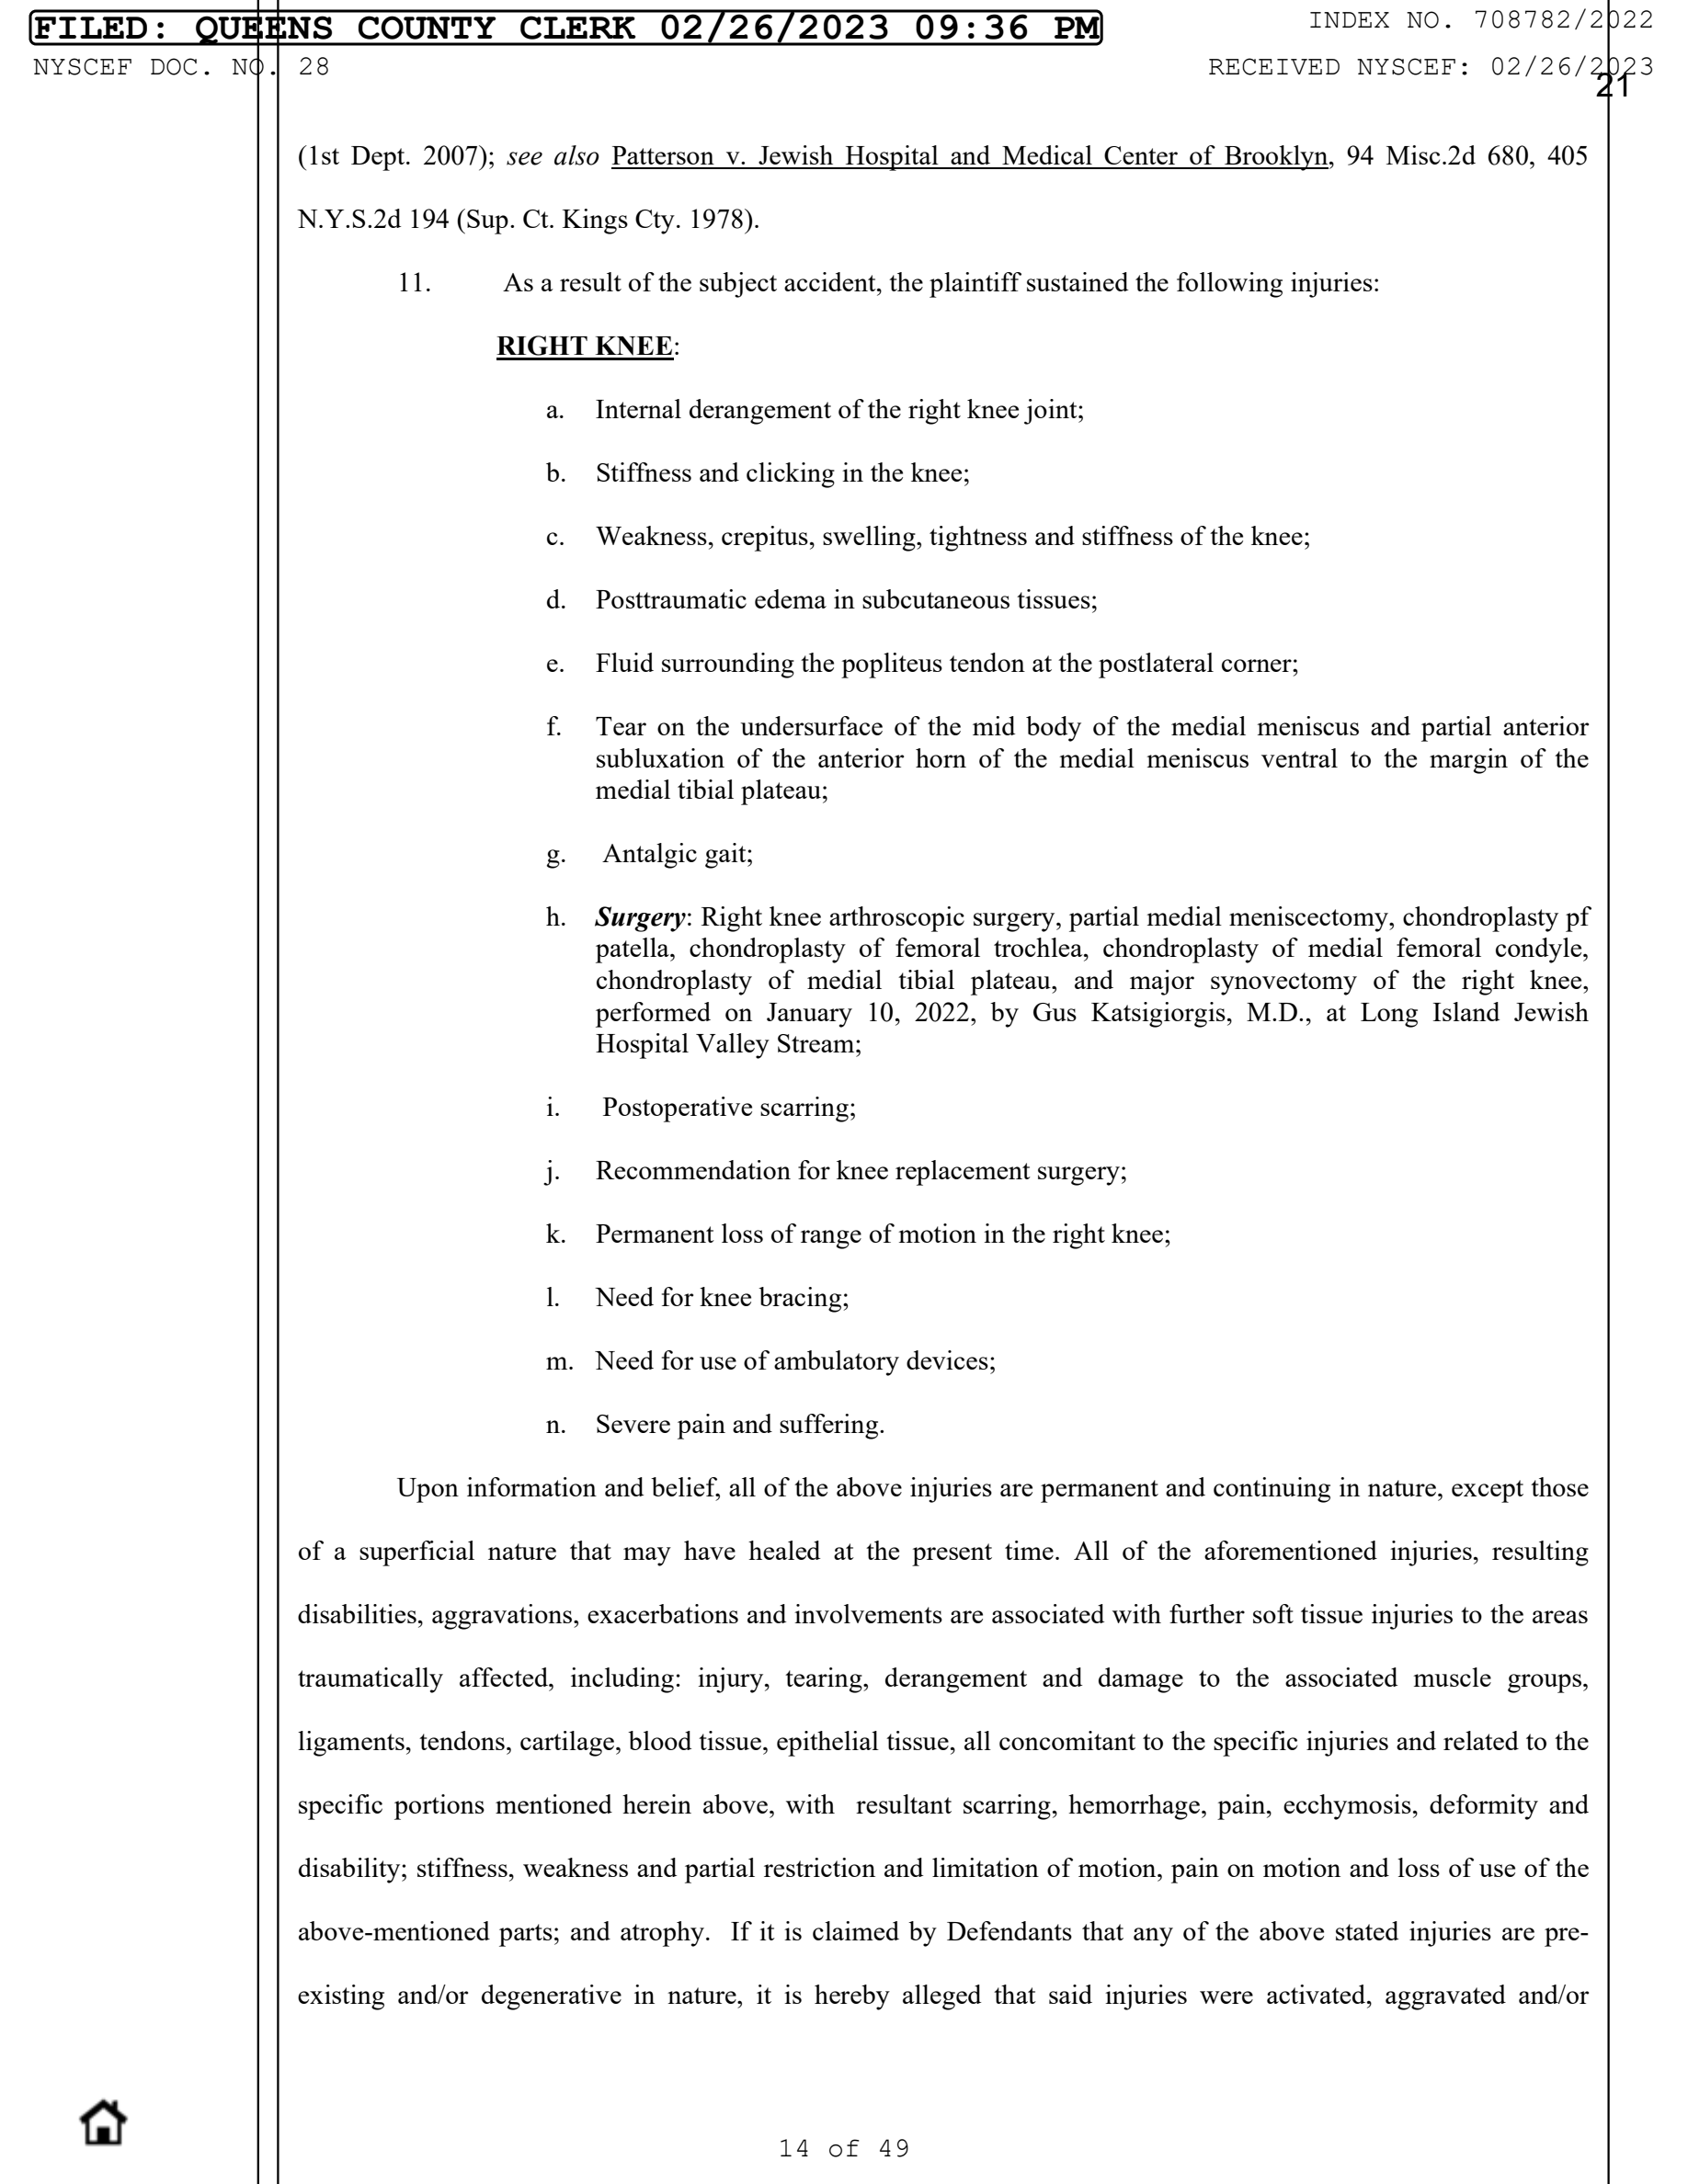 FILED: QUEENS COUNTY CLERK 02/26/2023 09:36 PM
INDEX NO. 708782/2022
NYSCEF DOC. NO. 28
RECEIVED NYSCEF: 02/26/2023
21
(1st Dept. 2007); see also Patterson v. Jewish Hospital and Medical Center of Brooklyn, 94 Misc.2d 680, 405
N.Y.S.2d 194 (Sup. Ct. Kings Cty. 1978).
11. As a result of the subject accident, the plaintiff sustained the following injuries:
RIGHT KNEE:
a. Internal derangement of the right knee joint;
b. Stiffness and clicking in the knee;
c. Weakness, crepitus, swelling, tightness and stiffness of the knee;
d. Posttraumatic edema in subcutaneous tissues;
e. Fluid surrounding the popliteus tendon at the postlateral corner;
f. Tear on the undersurface of the mid body of the medial meniscus and partial anterior
subluxation of the anterior horn of the medial meniscus ventral to the margin of the
medial tibial plateau;
g. Antalgic gait;
h. Surgery: Right knee arthroscopic surgery, partial medial meniscectomy, chondroplasty pf
patella, chondroplasty of femoral trochlea, chondroplasty of medial femoral condyle,
chondroplasty of medial tibial plateau, and major synovectomy of the right knee,
performed on January 10, 2022, by Gus Katsigiorgis, M.D., at Long Island Jewish
Hospital Valley Stream;
i. Postoperative scarring;
j. Recommendation for knee replacement surgery;
k. Permanent loss of range of motion in the right knee;
l. Need for knee bracing;
m. Need for use of ambulatory devices;
n. Severe pain and suffering.
Upon information and belief, all of the above injuries are permanent and continuing in nature, except those
of a superficial nature that may have healed at the present time. All of the aforementioned injuries, resulting
disabilities, aggravations, exacerbations and involvements are associated with further soft tissue injuries to the areas
traumatically affected, including: injury, tearing, derangement and damage to the associated muscle groups,
ligaments, tendons, cartilage, blood tissue, epithelial tissue, all concomitant to the specific injuries and related to the
specific portions mentioned herein above, with resultant scarring, hemorrhage, pain, ecchymosis, deformity and
disability; stiffness, weakness and partial restriction and limitation of motion, pain on motion and loss of use of the
above-mentioned parts; and atrophy. If it is claimed by Defendants that any of the above stated injuries are pre-
existing and/or degenerative in nature, it is hereby alleged that said injuries were activated, aggravated and/or
14 of 49